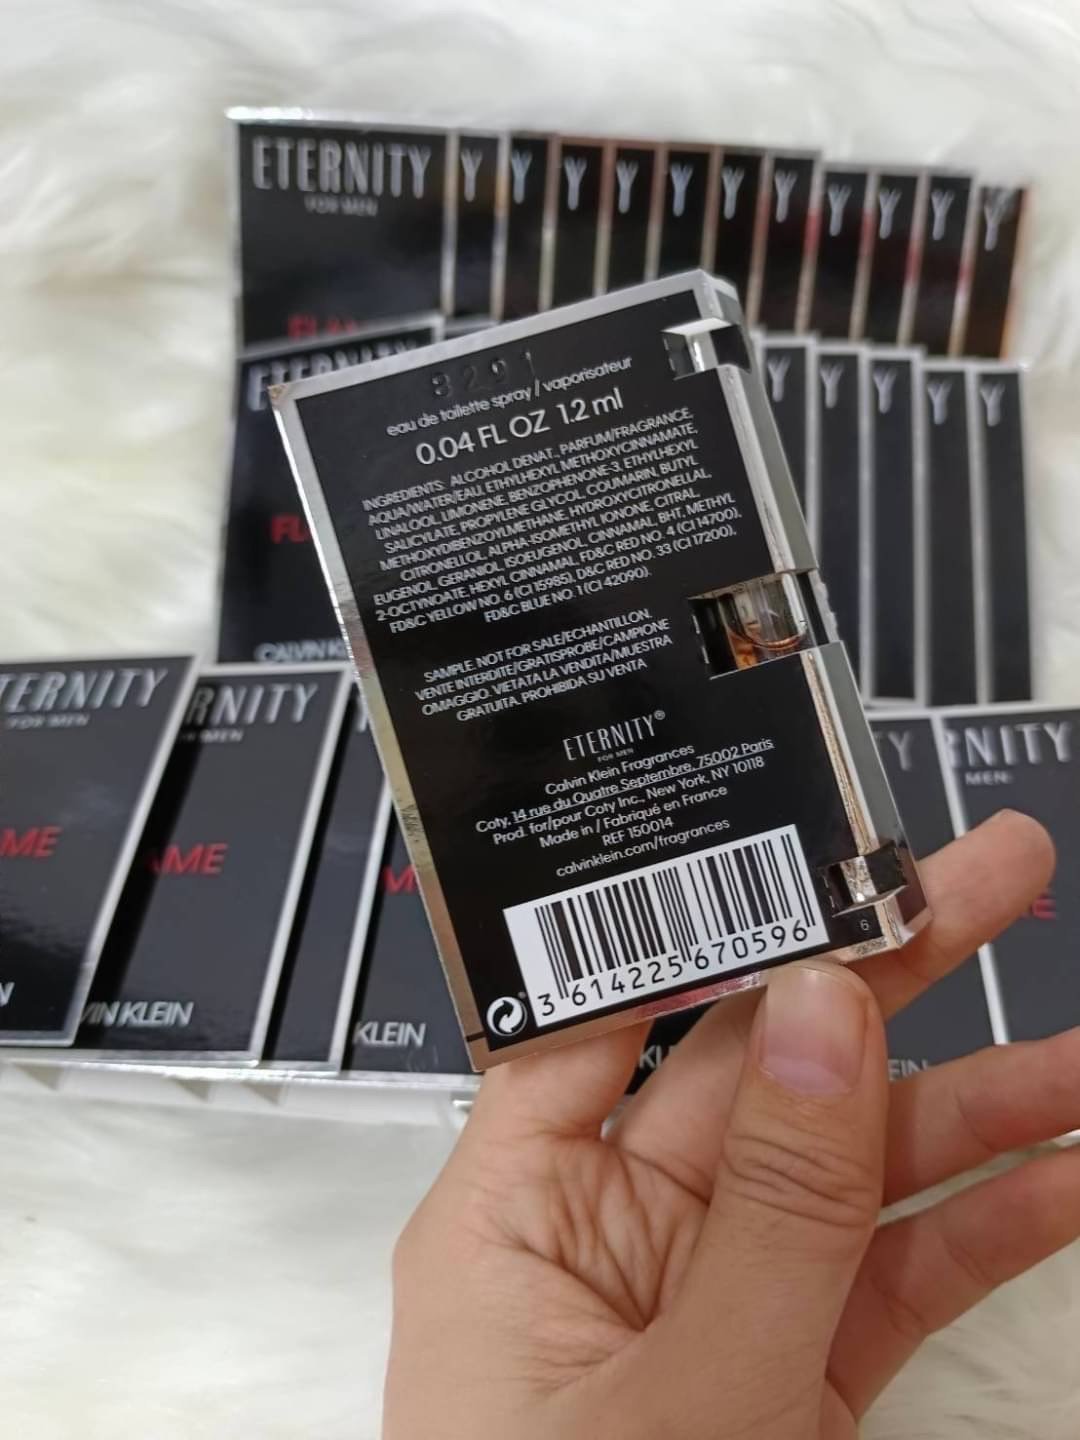 ETERNITY
FOR MEN
Y Y Y Y Y Y Y Y Y Y Y
ETERNITY
Y Y Y Y Y
CALVIN K
3291
eau de toilette spray / vaporisateur
0.04 FL OZ 1.2 ml
INGREDIENTS: ALCOHOL DENAT., PARFUM/FRAGRANCE,
AQUA/WATER/EAU, ETHYLHEXYL METHOXYCINNAMATE,
LINALOOL, LIMONENE, BENZOPHENONE-3, ETHYLHEXYL
SALICYLATE, PROPYLENE GLYCOL, COUMARIN, BUTYL
METHOXYDIBENZOYLMETHANE, HYDROXYCITRONELLAL,
CITRONELLOL, ALPHA-ISOMETHYL IONONE, CITRAL,
EUGENOL, GERANIOL, ISOEUGENOL, CINNAMAL, BHT, METHYL
2-OCTYNOATE, HEXYL CINNAMAL, FD&C RED NO. 4 (CI 14700),
FD&C YELLOW NO. 6 (CI 15985), D&C RED NO. 33 (CI 17200),
FD&C BLUE NO. 1 (CI 42090).
SAMPLE. NOT FOR SALE/ECHANTILLON.
VENTE INTERDITE/GRATISPROBE/CAMPIONE
OMAGGIO. VIETATA LA VENDITA/MUESTRA
GRATUITA. PROHIBIDA SU VENTA
ETERNITY®
FOR MEN
Calvin Klein Fragrances
Coty, 14 rue du Quatre Septembre, 75002 Paris
Prod. for/pour Coty Inc., New York, NY 10118
Made in / Fabriqué en France
REF 150014
calvinklein.com/fragrances
3 614225 670596
6
TERNITY
FOR MEN
AME
N
RNITY
MEN
AME
VIN KLEIN
M
KLEIN
KL
Y
EIN
RNITY
MEN
E